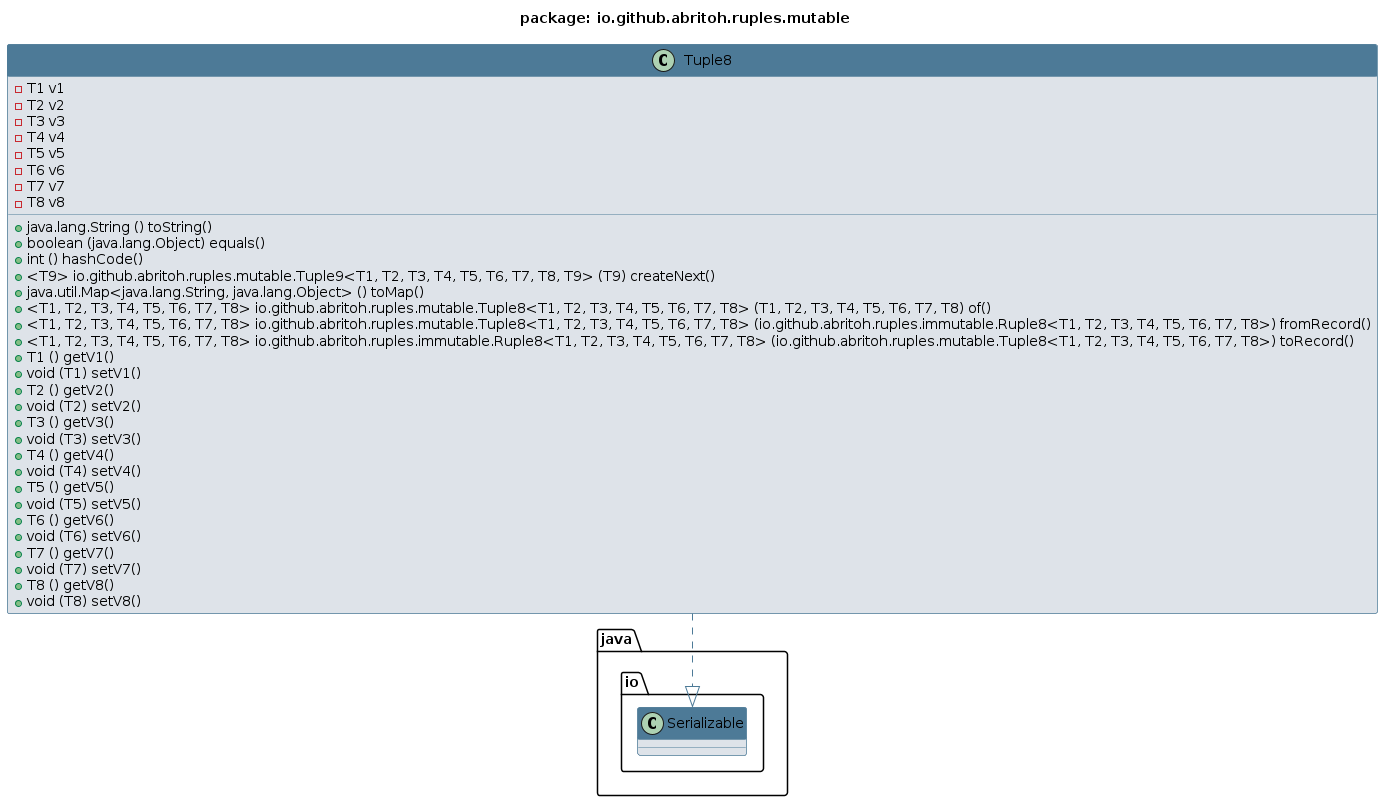 package: io.github.abritoh.ruples.mutable
C Tuple8
T1 v1
T2 v2
T3 v3
T4 v4
T5 v5
T6 v6
T7 v7
T8 v8
java.lang.String () toString()
boolean (java.lang.Object) equals()
int () hashCode()
<T9> io.github.abritoh.ruples.mutable.Tuple9<T1, T2, T3, T4, T5, T6, T7, T8, T9> (T9) createNext()
java.util.Map<java.lang.String, java.lang.Object> () toMap()
<T1, T2, T3, T4, T5, T6, T7, T8> io.github.abritoh.ruples.mutable.Tuple8<T1, T2, T3, T4, T5, T6, T7, T8> (T1, T2, T3, T4, T5, T6, T7, T8) of()
<T1, T2, T3, T4, T5, T6, T7, T8> io.github.abritoh.ruples.mutable.Tuple8<T1, T2, T3, T4, T5, T6, T7, T8> (io.github.abritoh.ruples.immutable.Ruple8<T1, T2, T3, T4, T5, T6, T7, T8>) fromRecord()
<T1, T2, T3, T4, T5, T6, T7, T8> io.github.abritoh.ruples.immutable.Ruple8<T1, T2, T3, T4, T5, T6, T7, T8> (io.github.abritoh.ruples.mutable.Tuple8<T1, T2, T3, T4, T5, T6, T7, T8>) toRecord()
T1 () getV1()
void (T1) setV1()
T2 () getV2()
void (T2) setV2()
T3 () getV3()
void (T3) setV3()
T4 () getV4()
void (T4) setV4()
T5 () getV5()
void (T5) setV5()
T6 () getV6()
void (T6) setV6()
T7 () getV7()
void (T7) setV7()
T8 () getV8()
void (T8) setV8()
java
io
C Serializable